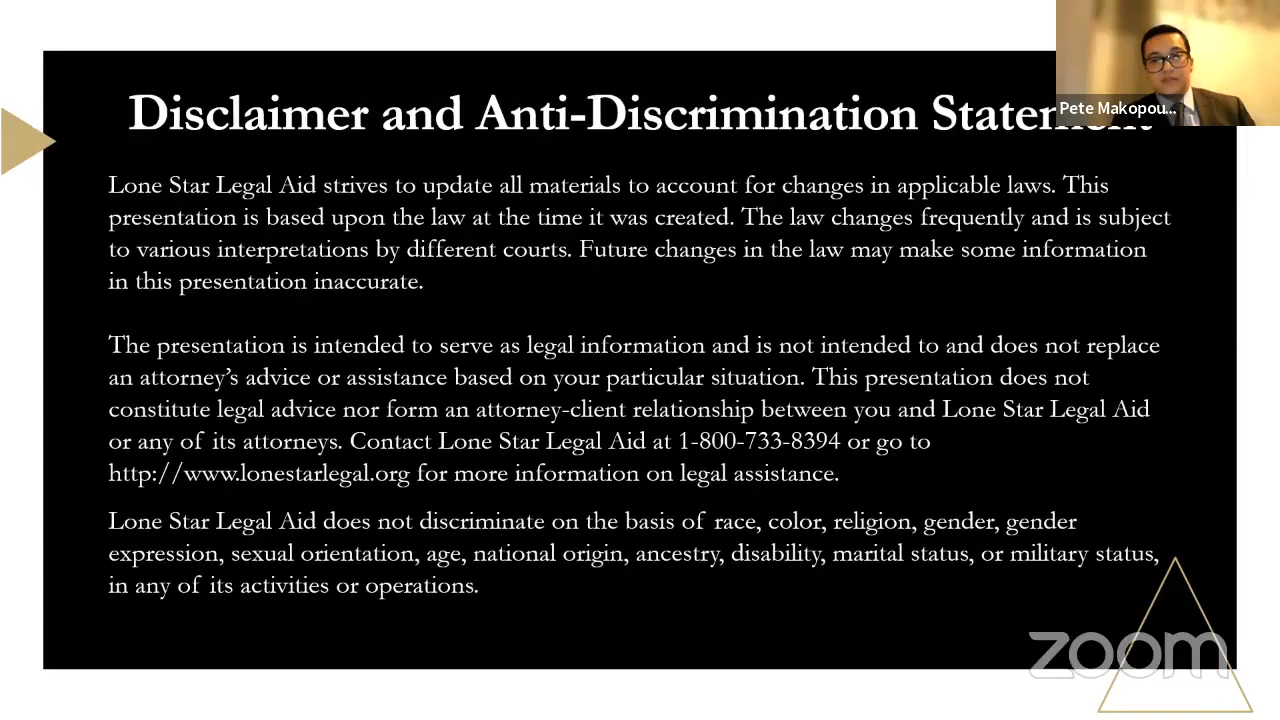 Disclaimer and Anti-Discrimination Statement
Pete Makopou...
Lone Star Legal Aid strives to update all materials to account for changes in applicable laws. This
presentation is based upon the law at the time it was created. The law changes frequently and is subject
to various interpretations by different courts. Future changes in the law may make some information
in this presentation inaccurate.
The presentation is intended to serve as legal information and is not intended to and does not replace
an attorney’s advice or assistance based on your particular situation. This presentation does not
constitute legal advice nor form an attorney-client relationship between you and Lone Star Legal Aid
or any of its attorneys. Contact Lone Star Legal Aid at 1-800-733-8394 or go to
http://www.lonestarlegal.org for more information on legal assistance.
Lone Star Legal Aid does not discriminate on the basis of race, color, religion, gender, gender
expression, sexual orientation, age, national origin, ancestry, disability, marital status, or military status,
in any of its activities or operations.
zoom